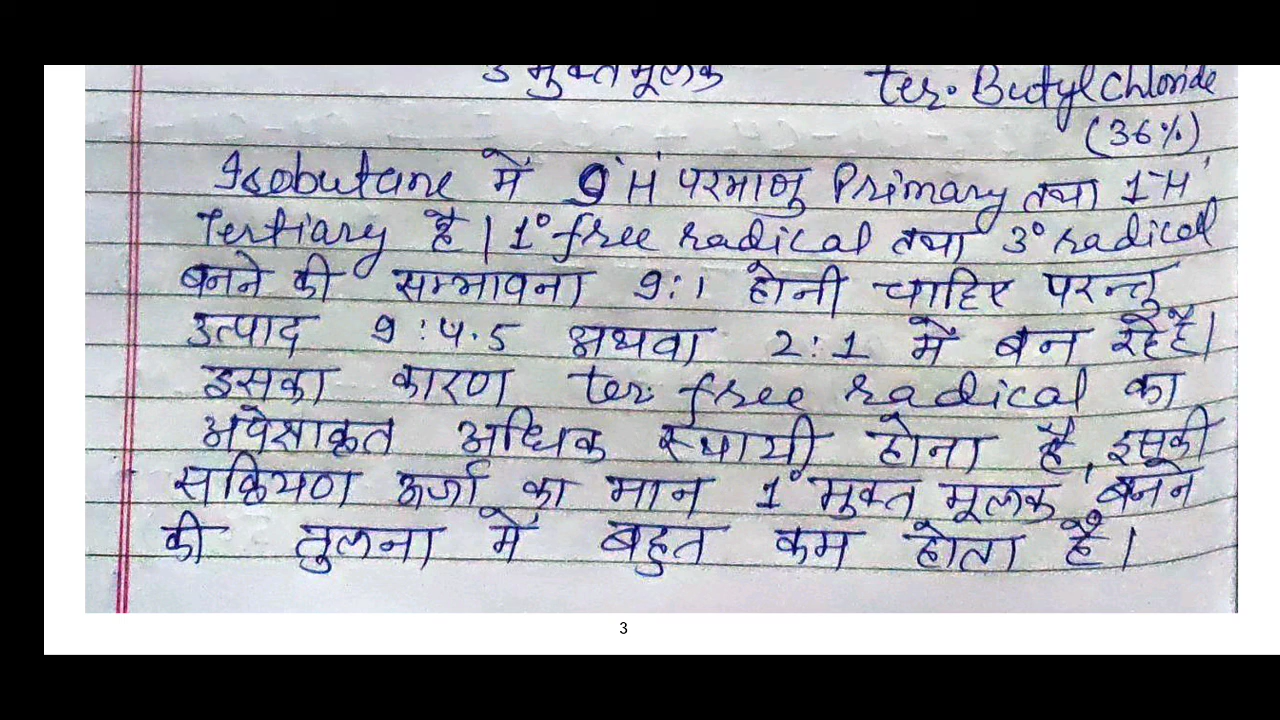 3 मुक्त मूलक ter. Butyl Chloride
(36%)
Isobutane में 9 'H' परमाणु Primary तथा 1 'H'
Tertiary है। 1° free radical तथा 3° radical
बनने की सम्भावना 9:1 होनी चाहिए परन्तु
उत्पाद 9:4.5 अथवा 2:1 में बन रहे हैं।
इसका कारण ter. free radical का
अपेक्षाकृत अधिक स्थायी होना है, इसकी
सक्रियण ऊर्जा का मान 1° मुक्त मूलक बनने
की तुलना में बहुत कम होता है।
3